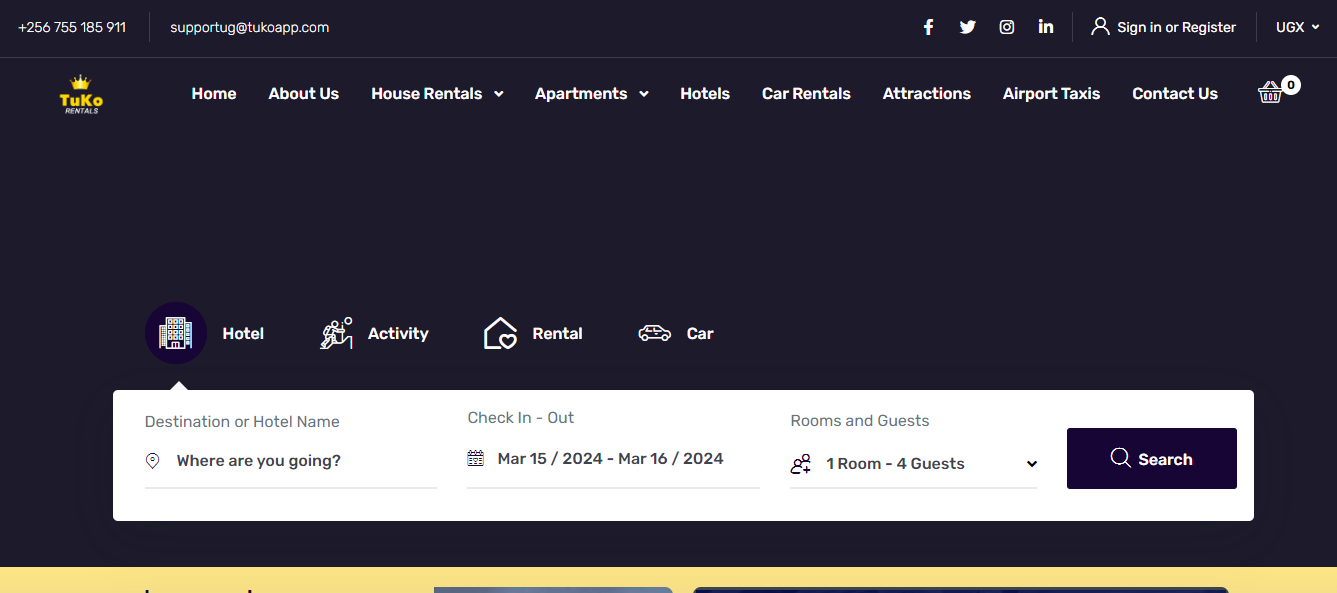 +256 755 185 911
supportug@tukoapp.com
Sign in or Register
UGX
TuKo
RENTALS
Home
About Us
House Rentals
Apartments
Hotels
Car Rentals
Attractions
Airport Taxis
Contact Us
0
Hotel
Activity
Rental
Car
Destination or Hotel Name
Where are you going?
Check In - Out
Mar 15 / 2024 - Mar 16 / 2024
Rooms and Guests
1 Room - 4 Guests
Search